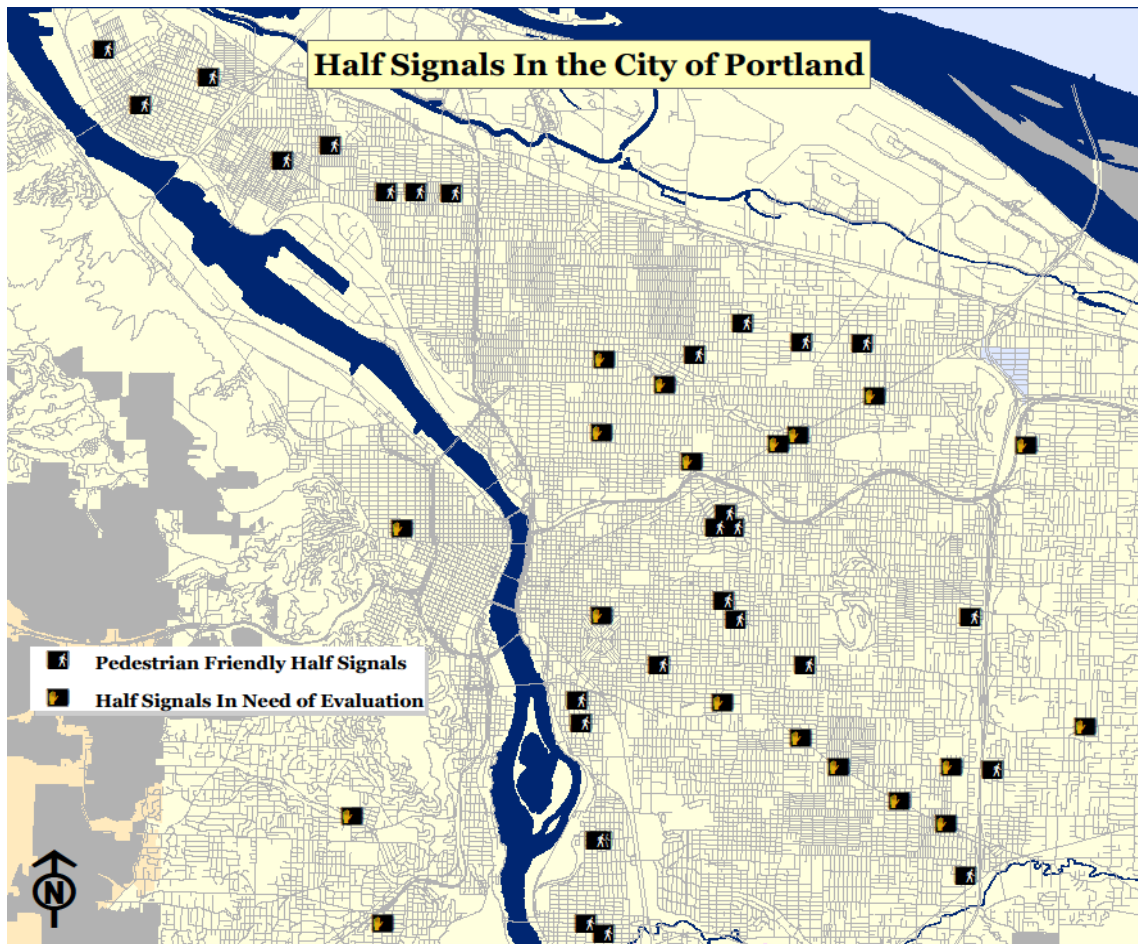 Half Signals In the City of Portland
Pedestrian Friendly Half Signals
Half Signals In Need of Evaluation
N